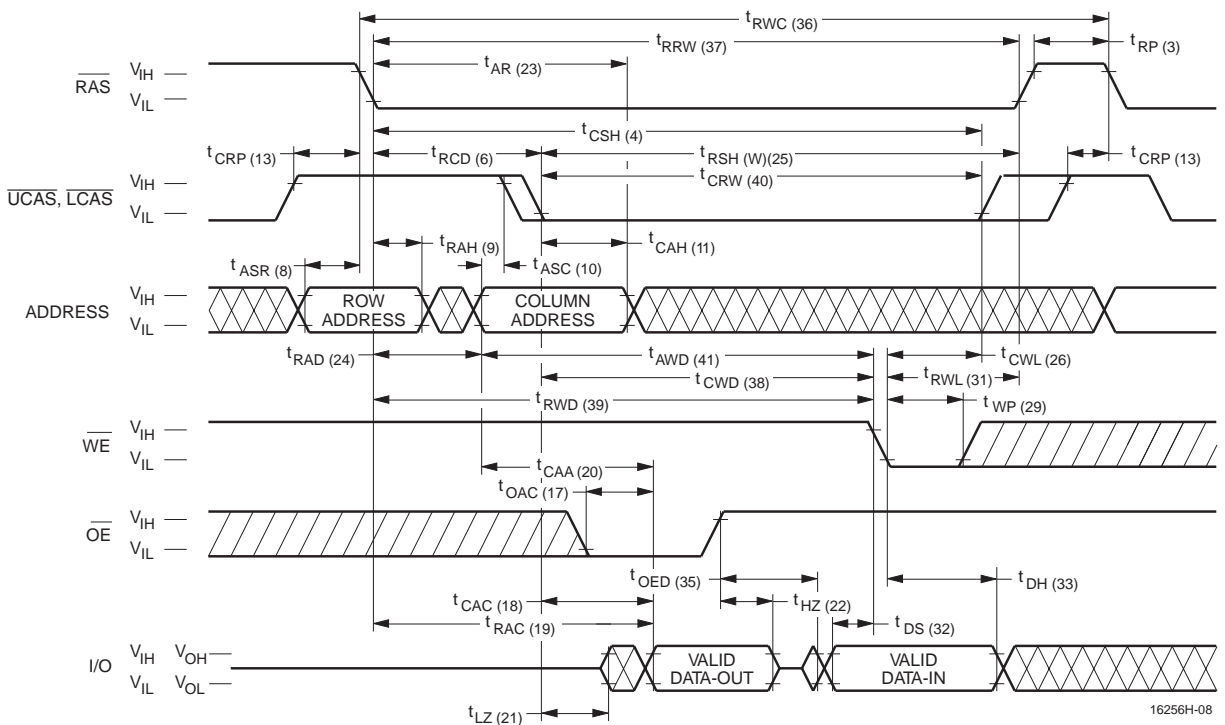 tRWC (36)
tRRW (37)
tRP (3)
tAR (23)
RAS
VIH
VIL
tCSH (4)
tCRP (13)
tRCD (6)
tRSH (W)(25)
tCRP (13)
UCAS, LCAS
VIH
VIL
tCRW (40)
tRAH (9)
tCAH (11)
tASR (8)
tASC (10)
ADDRESS
VIH
VIL
ROW
ADDRESS
COLUMN
ADDRESS
tRAD (24)
tAWD (41)
tCWL (26)
tCWD (38)
tRWL (31)
tRWD (39)
tWP (29)
WE
VIH
VIL
tCAA (20)
tOAC (17)
OE
VIH
VIL
tOED (35)
tDH (33)
tCAC (18)
tHZ (22)
tRAC (19)
tDS (32)
I/O
VIH VOH
VIL VOL
VALID
DATA-OUT
VALID
DATA-IN
tLZ (21)
16256H-08